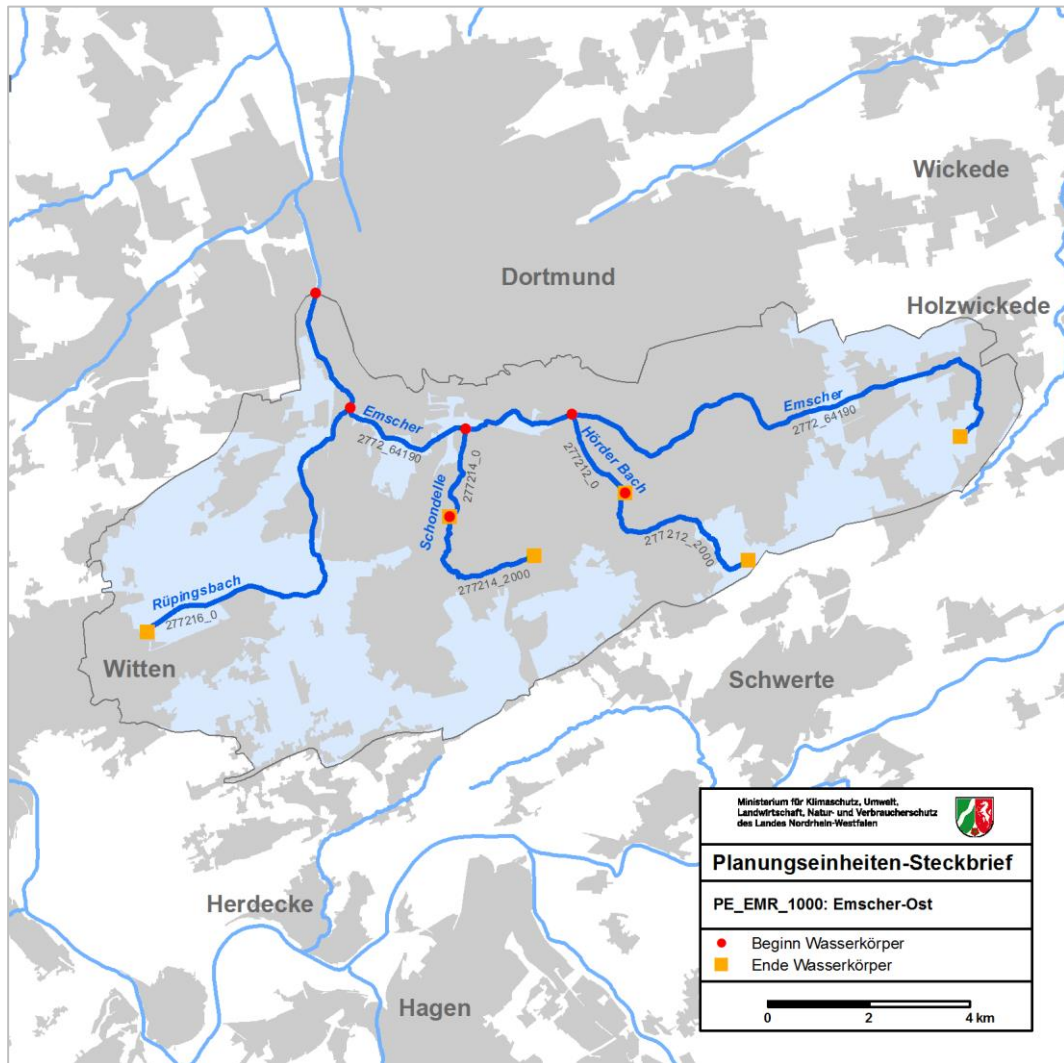 Wickede
Dortmund
Holzwickede
Emscher
2772_64190
Emscher
2772_64190
Hörder Bach
277212_0
277214_0
Schondelle
277212_2000
277214_2000
Rüpingsbach
277216_0
Witten
Schwerte
Herdecke
Hagen
Ministerium für Klimaschutz, Umwelt,
Landwirtschaft, Natur- und Verbraucherschutz
des Landes Nordrhein-Westfalen
Planungseinheiten-Steckbrief
PE_EMR_1000: Emscher-Ost
Beginn Wasserkörper
Ende Wasserkörper
0 2 4 km